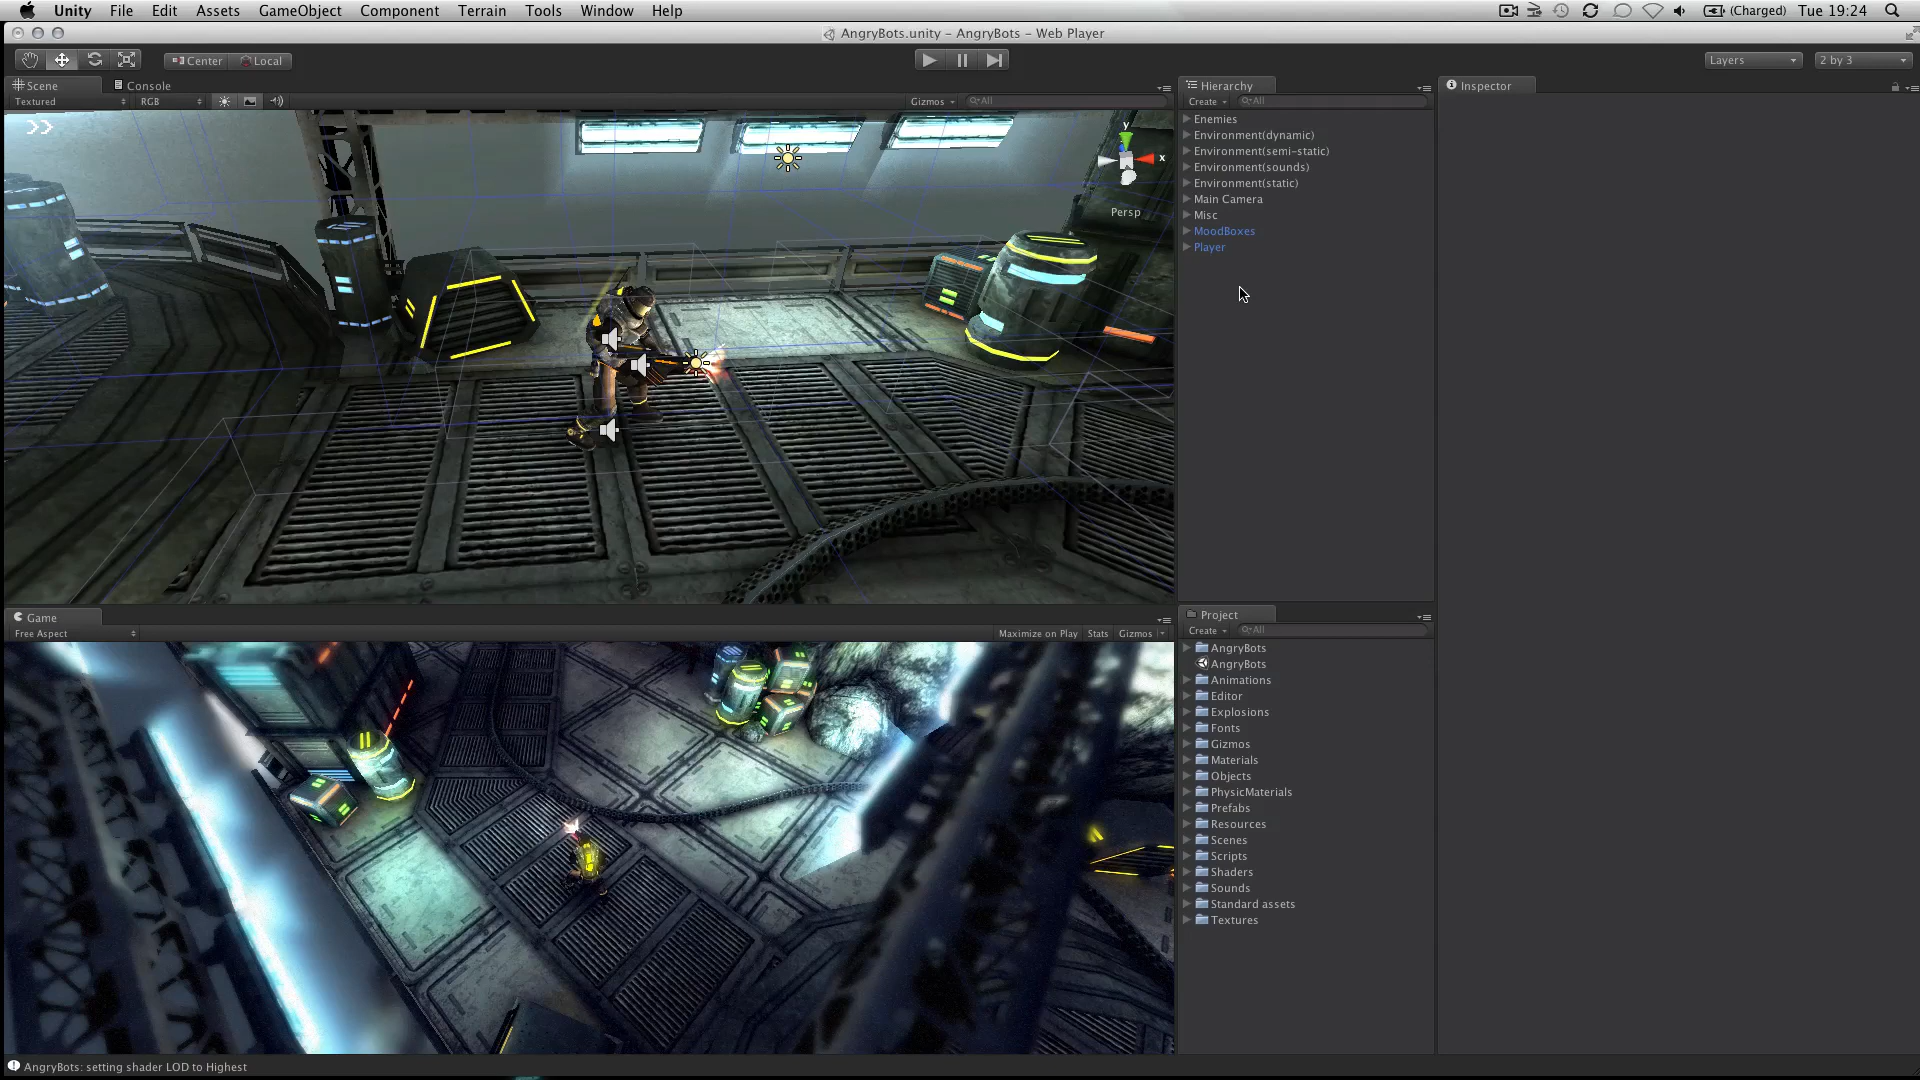 Unity File Edit Assets GameObject Component Terrain Tools Window Help (Charged) Tue 19:24
AngryBots.unity – AngryBots – Web Player
Center Local Layers 2 by 3
Scene Console
Textured RGB Gizmos All
y
x
Persp
Hierarchy
Create All
Enemies
Environment(dynamic)
Environment(semi-static)
Environment(sounds)
Environment(static)
Main Camera
Misc
MoodBoxes
Player
Inspector
Game
Free Aspect Maximize on Play Stats Gizmos
Project
Create All
AngryBots
AngryBots
Animations
Editor
Explosions
Fonts
Gizmos
Materials
Objects
PhysicMaterials
Prefabs
Resources
Scenes
Scripts
Shaders
Sounds
Standard assets
Textures
AngryBots: setting shader LOD to Highest